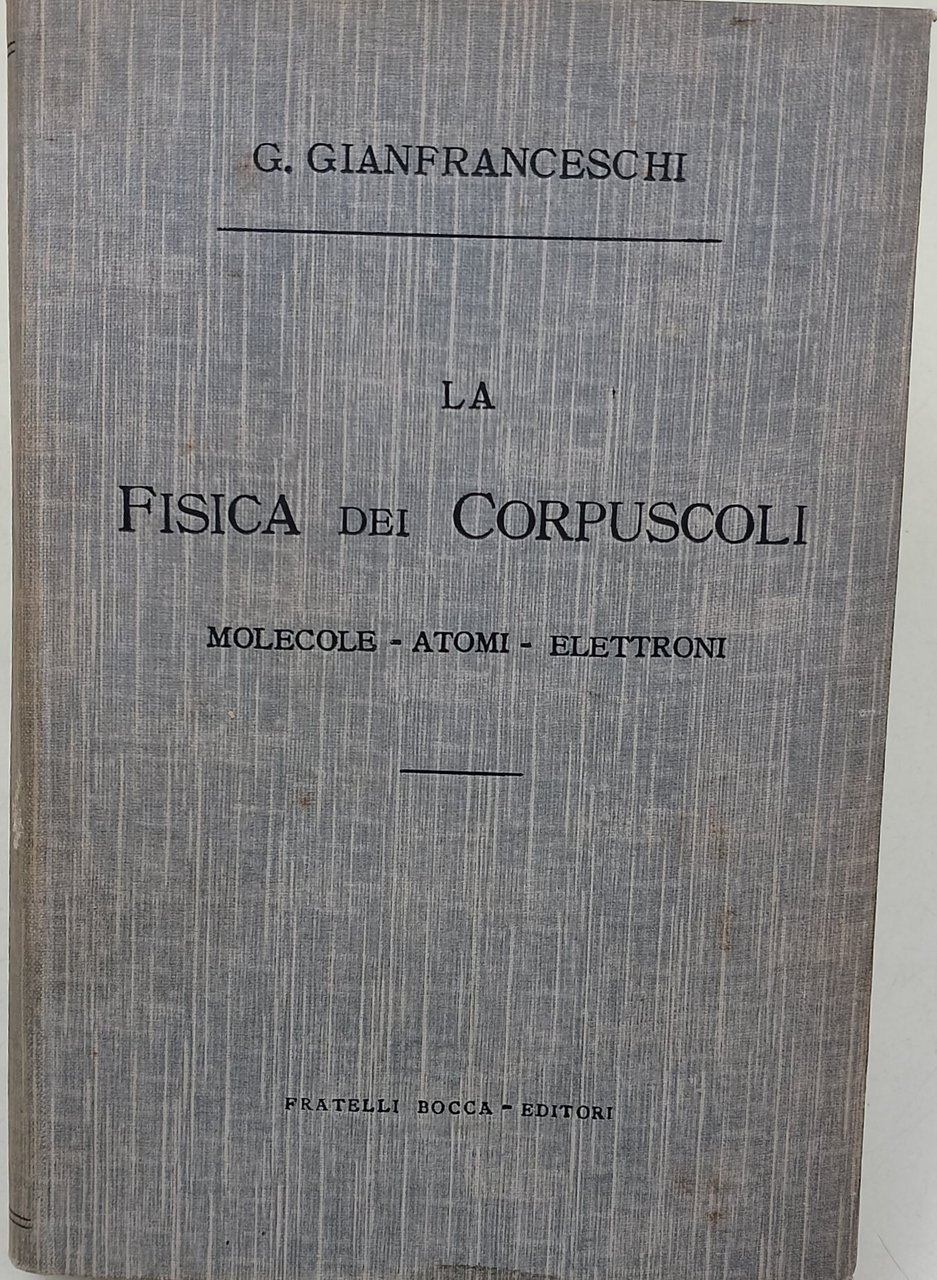 G. GIANFRANCESCHI
LA
FISICA DEI CORPUSCOLI
MOLECOLE - ATOMI - ELETTRONI
FRATELLI BOCCA - EDITORI